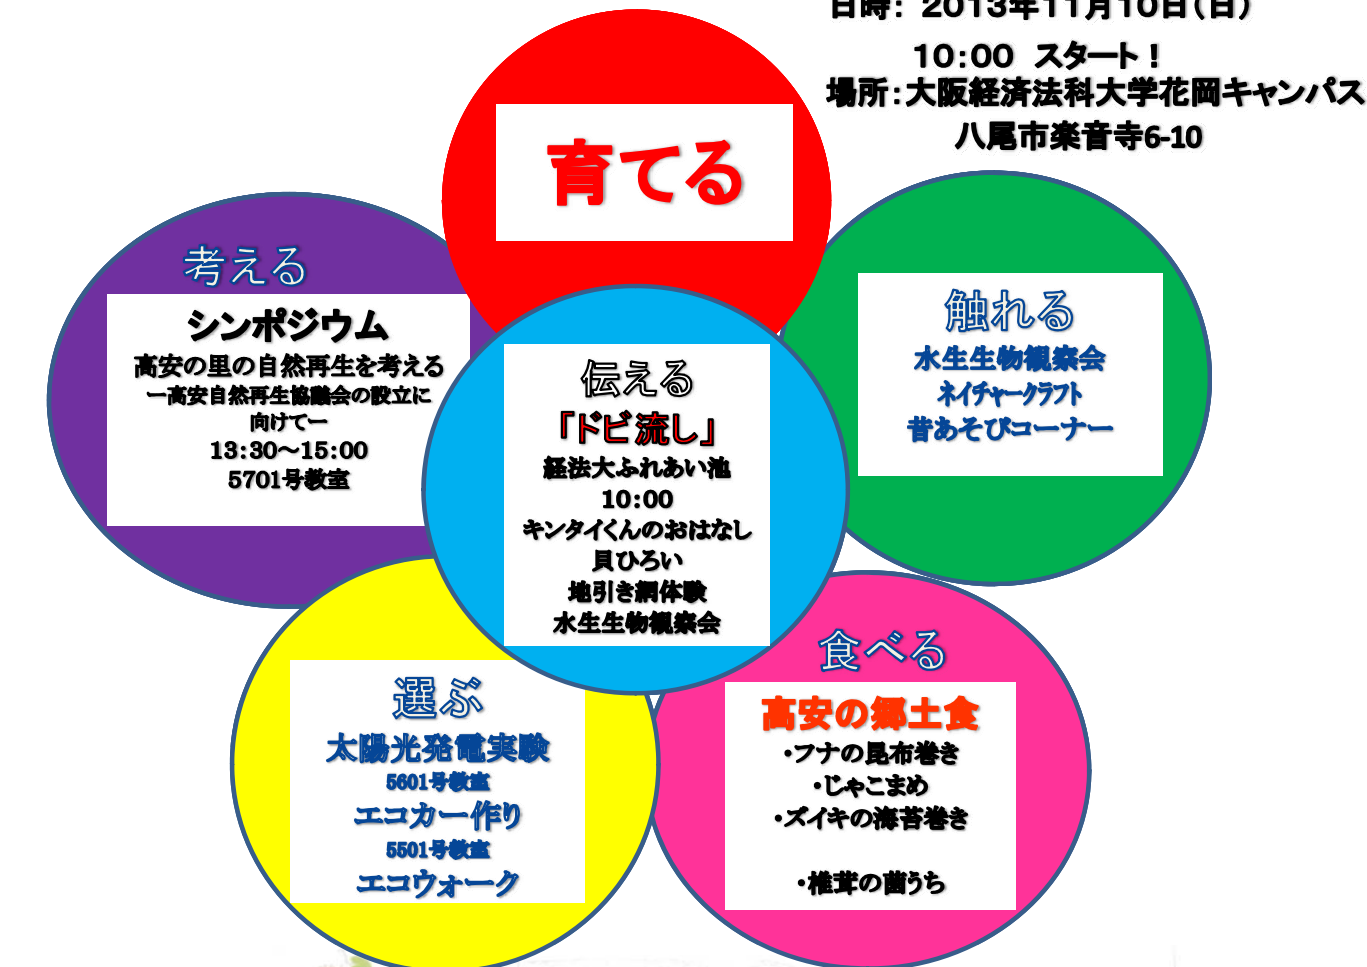 日時： 2013年11月10日（日）
10：00 スタート！
場所：大阪経済法科大学花岡キャンパス
八尾市楽音寺6-10
育てる
考える
シンポジウム
高安の里の自然再生を考える
ー高安自然再生協議会の設立に
向けてー
13：30～15：00
5701号教室
伝える
「ドビ流し」
経法大ふれあい池
10：00
キンタイくんのおはなし
貝ひろい
地引き網体験
水生生物観察会
触れる
水生生物観察会
ネイチャークラフト
昔あそびコーナー
選ぶ
太陽光発電実験
5601号教室
エコカー作り
5501号教室
エコウォーク
食べる
高安の郷土食
・フナの昆布巻き
・じゃこまめ
・ズイキの海苔巻き
・椎茸の菌うち